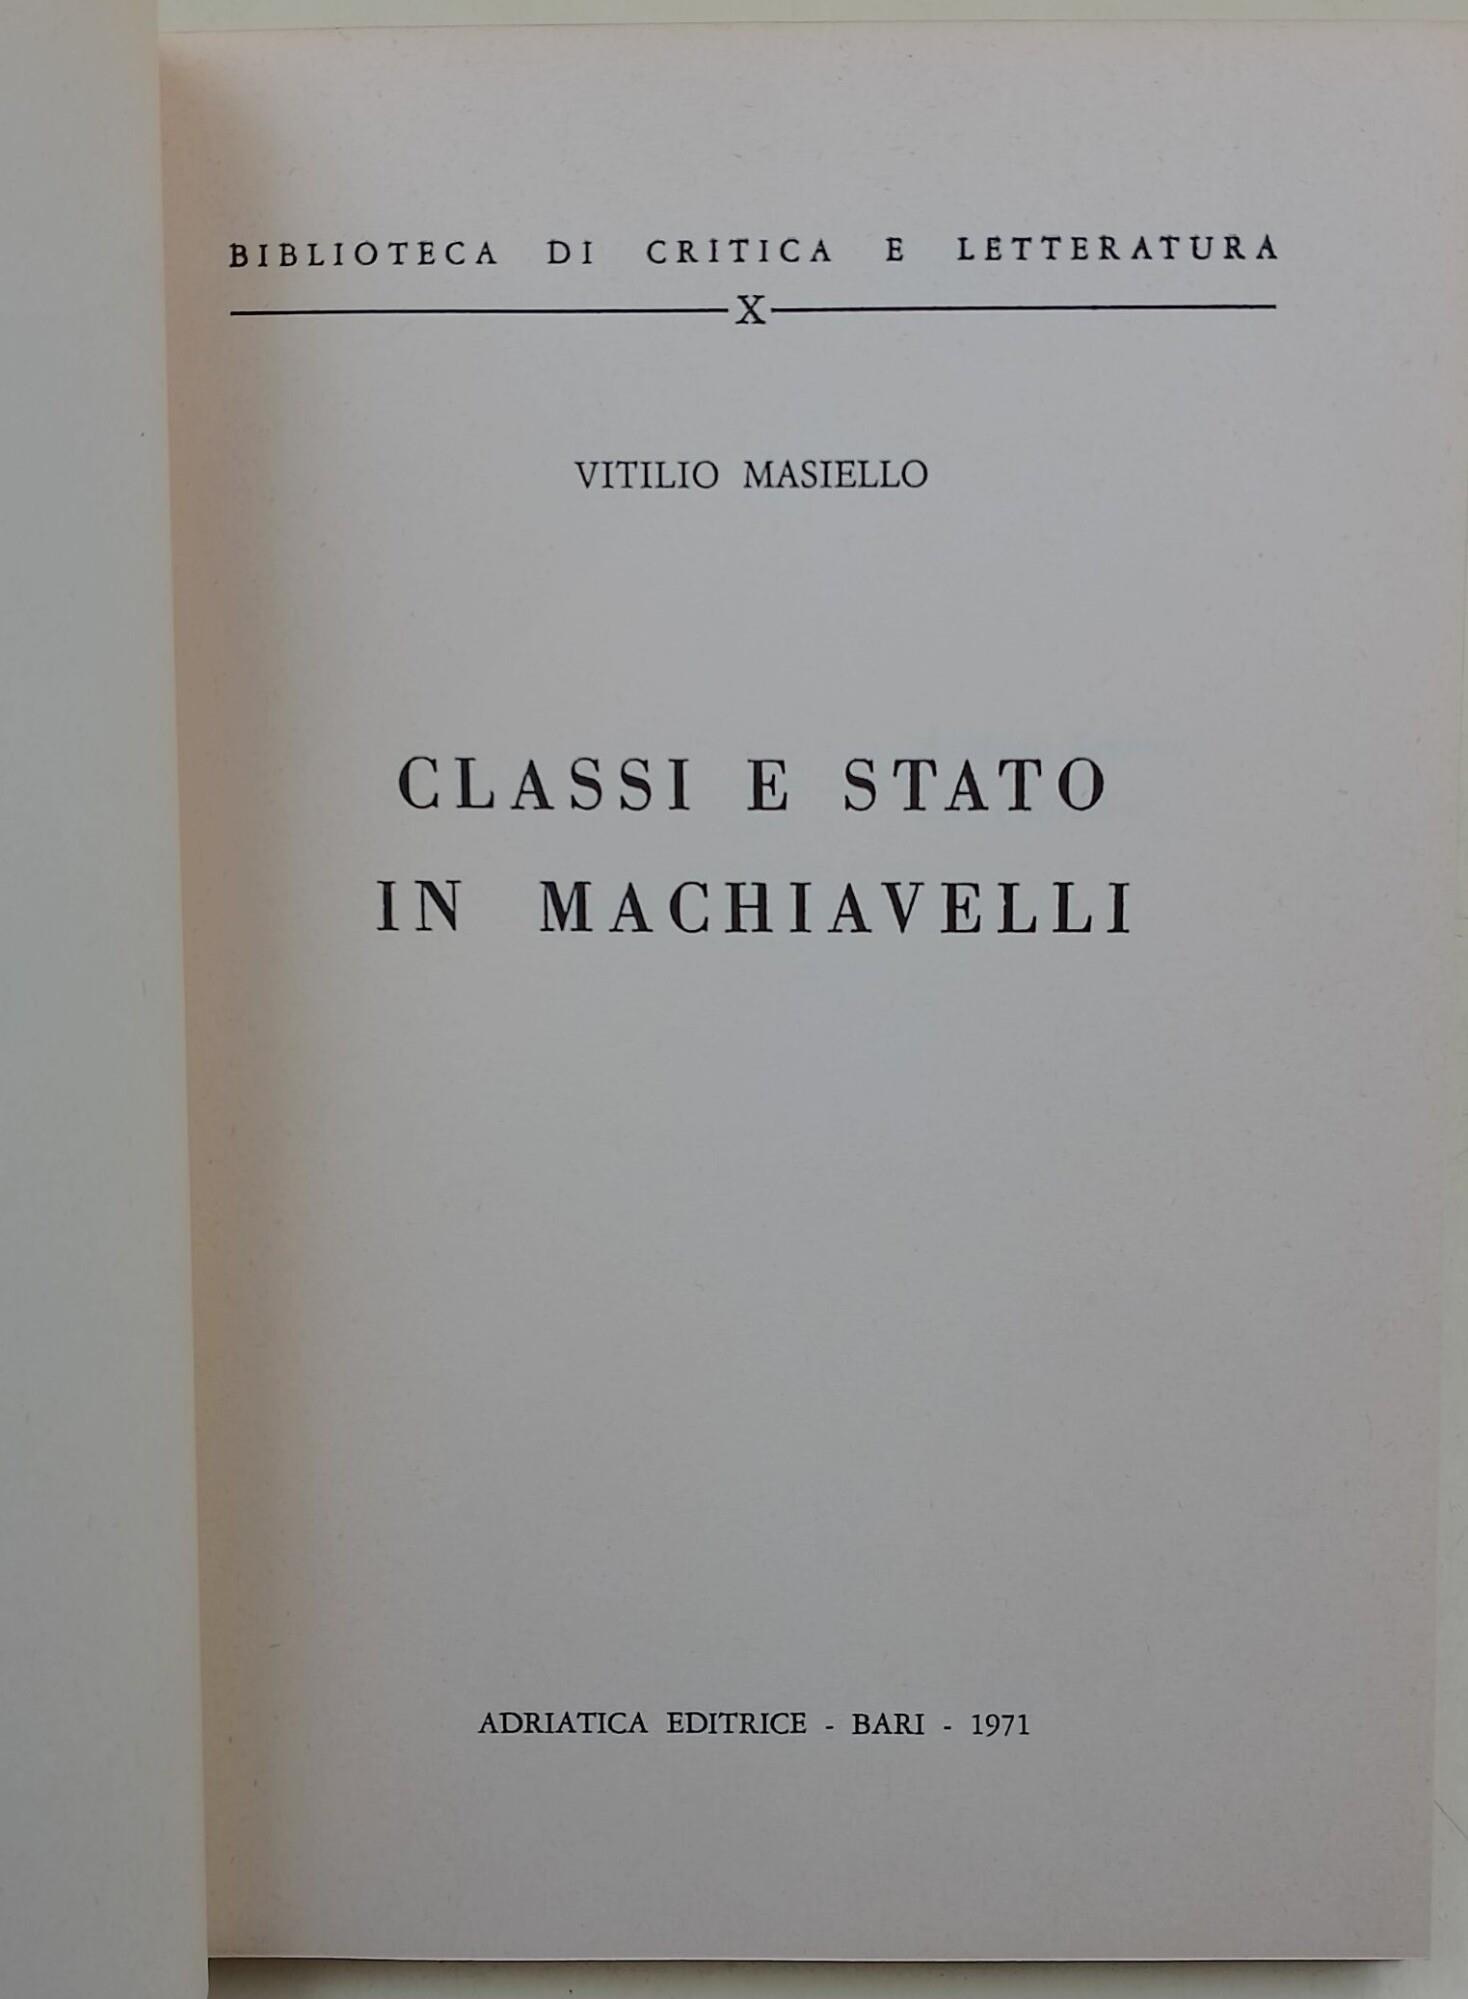 BIBLIOTECA DI CRITICA E LETTERATURA
X
VITILIO MASIELLO
CLASSI E STATO
IN MACHIAVELLI
ADRIATICA EDITRICE - BARI - 1971